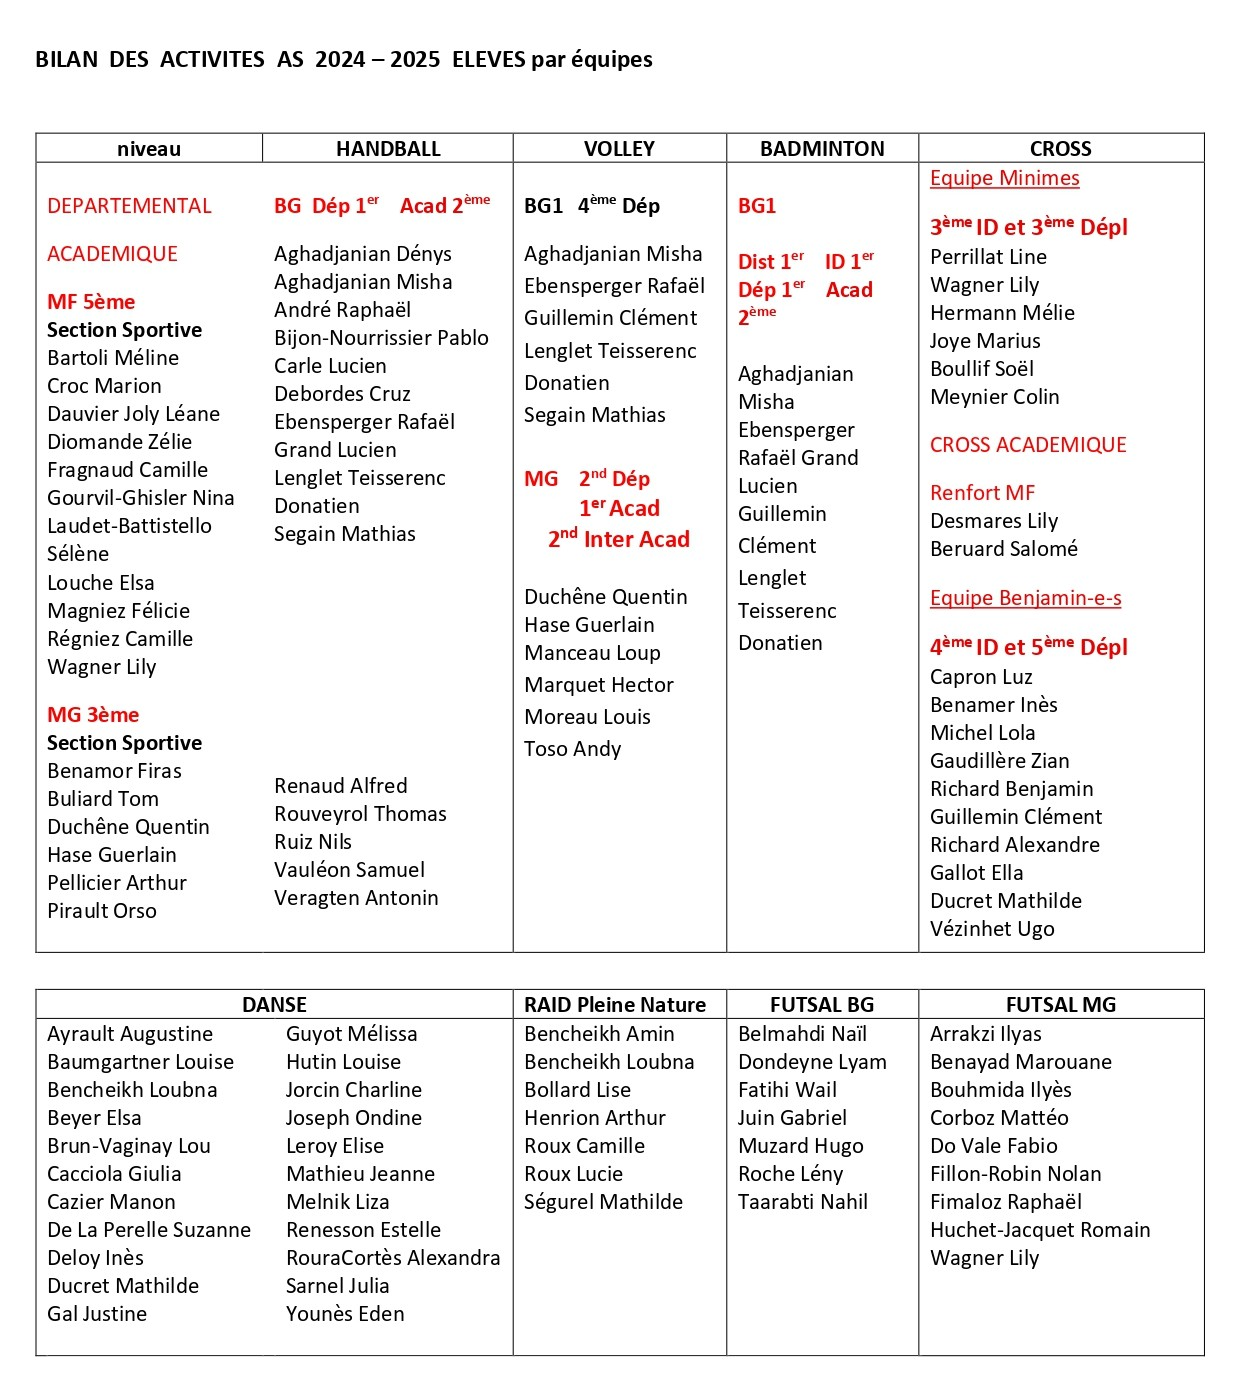 BILAN DES ACTIVITES AS 2024 – 2025 ELEVES par équipes
niveau
HANDBALL
VOLLEY
BADMINTON
CROSS
DEPARTEMENTAL
ACADEMIQUE
MF 5ème
Section Sportive
Bartoli Méline
Croc Marion
Dauvier Joly Léane
Diomande Zélie
Fragnaud Camille
Gourvil-Ghisler Nina
Laudet-Battistello
Sélène
Louche Elsa
Magniez Félicie
Régniez Camille
Wagner Lily
MG 3ème
Section Sportive
Benamor Firas
Buliard Tom
Duchêne Quentin
Hase Guerlain
Pellicier Arthur
Pirault Orso
BG Dép 1er Acad 2ème
Aghadjanian Dénys
Aghadjanian Misha
André Raphaël
Bijon-Nourrissier Pablo
Carle Lucien
Debordes Cruz
Ebensperger Rafaël
Grand Lucien
Lenglet Teisserenc
Donatien
Segain Mathias
Renaud Alfred
Rouveyrol Thomas
Ruiz Nils
Vauléon Samuel
Veragten Antonin
BG1 4ème Dép
Aghadjanian Misha
Ebensperger Rafaël
Guillemin Clément
Lenglet Teisserenc
Donatien
Segain Mathias
MG 2nd Dép
1er Acad
2nd Inter Acad
Duchêne Quentin
Hase Guerlain
Manceau Loup
Marquet Hector
Moreau Louis
Toso Andy
BG1
Dist 1er ID 1er
Dép 1er Acad
2ème
Aghadjanian
Misha
Ebensperger
Rafaël Grand
Lucien
Guillemin
Clément
Lenglet
Teisserenc
Donatien
Equipe Minimes
3ème ID et 3ème Dépl
Perrillat Line
Wagner Lily
Hermann Mélie
Joye Marius
Boullif Soël
Meynier Colin
CROSS ACADEMIQUE
Renfort MF
Desmares Lily
Beruard Salomé
Equipe Benjamin-e-s
4ème ID et 5ème Dépl
Capron Luz
Benamer Inès
Michel Lola
Gaudillère Zian
Richard Benjamin
Guillemin Clément
Richard Alexandre
Gallot Ella
Ducret Mathilde
Vézinhet Ugo
DANSE
RAID Pleine Nature
FUTSAL BG
FUTSAL MG
Ayrault Augustine
Baumgartner Louise
Bencheikh Loubna
Beyer Elsa
Brun-Vaginay Lou
Cacciola Giulia
Cazier Manon
De La Perelle Suzanne
Deloy Inès
Ducret Mathilde
Gal Justine
Guyot Mélissa
Hutin Louise
Jorcin Charline
Joseph Ondine
Leroy Elise
Mathieu Jeanne
Melnik Liza
Renesson Estelle
RouraCortès Alexandra
Sarnel Julia
Younès Eden
Bencheikh Amin
Bencheikh Loubna
Bollard Lise
Henrion Arthur
Roux Camille
Roux Lucie
Ségurel Mathilde
Belmahdi Naïl
Dondeyne Lyam
Fatihi Wail
Juin Gabriel
Muzard Hugo
Roche Lény
Taarabti Nahil
Arrakzi Ilyas
Benayad Marouane
Bouhmida Ilyès
Corboz Mattéo
Do Vale Fabio
Fillon-Robin Nolan
Fimaloz Raphaël
Huchet-Jacquet Romain
Wagner Lily